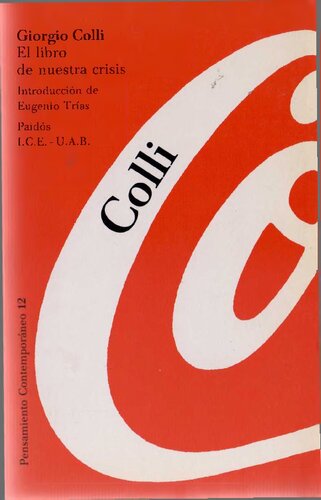 Giorgio Colli
El libro
de nuestra crisis
Introducción de
Eugenio Trías
Paidós
I.C.E. - U.A.B.
Colli
Pensamiento Contemporáneo 12